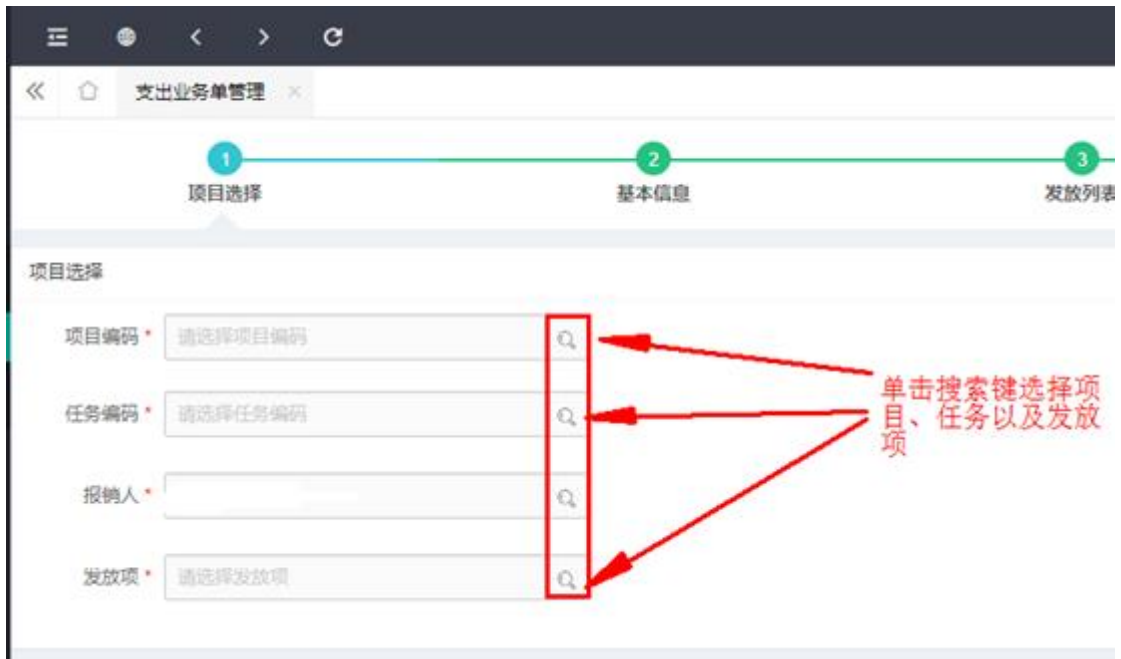 支出业务单管理
1
2
3
项目选择
基本信息
发放列表
项目选择
项目编码 * 请选择项目编码
任务编码 * 请选择任务编码
报销人 *
发放项 * 请选择发放项
单击搜索键选择项
目、任务以及发放
项